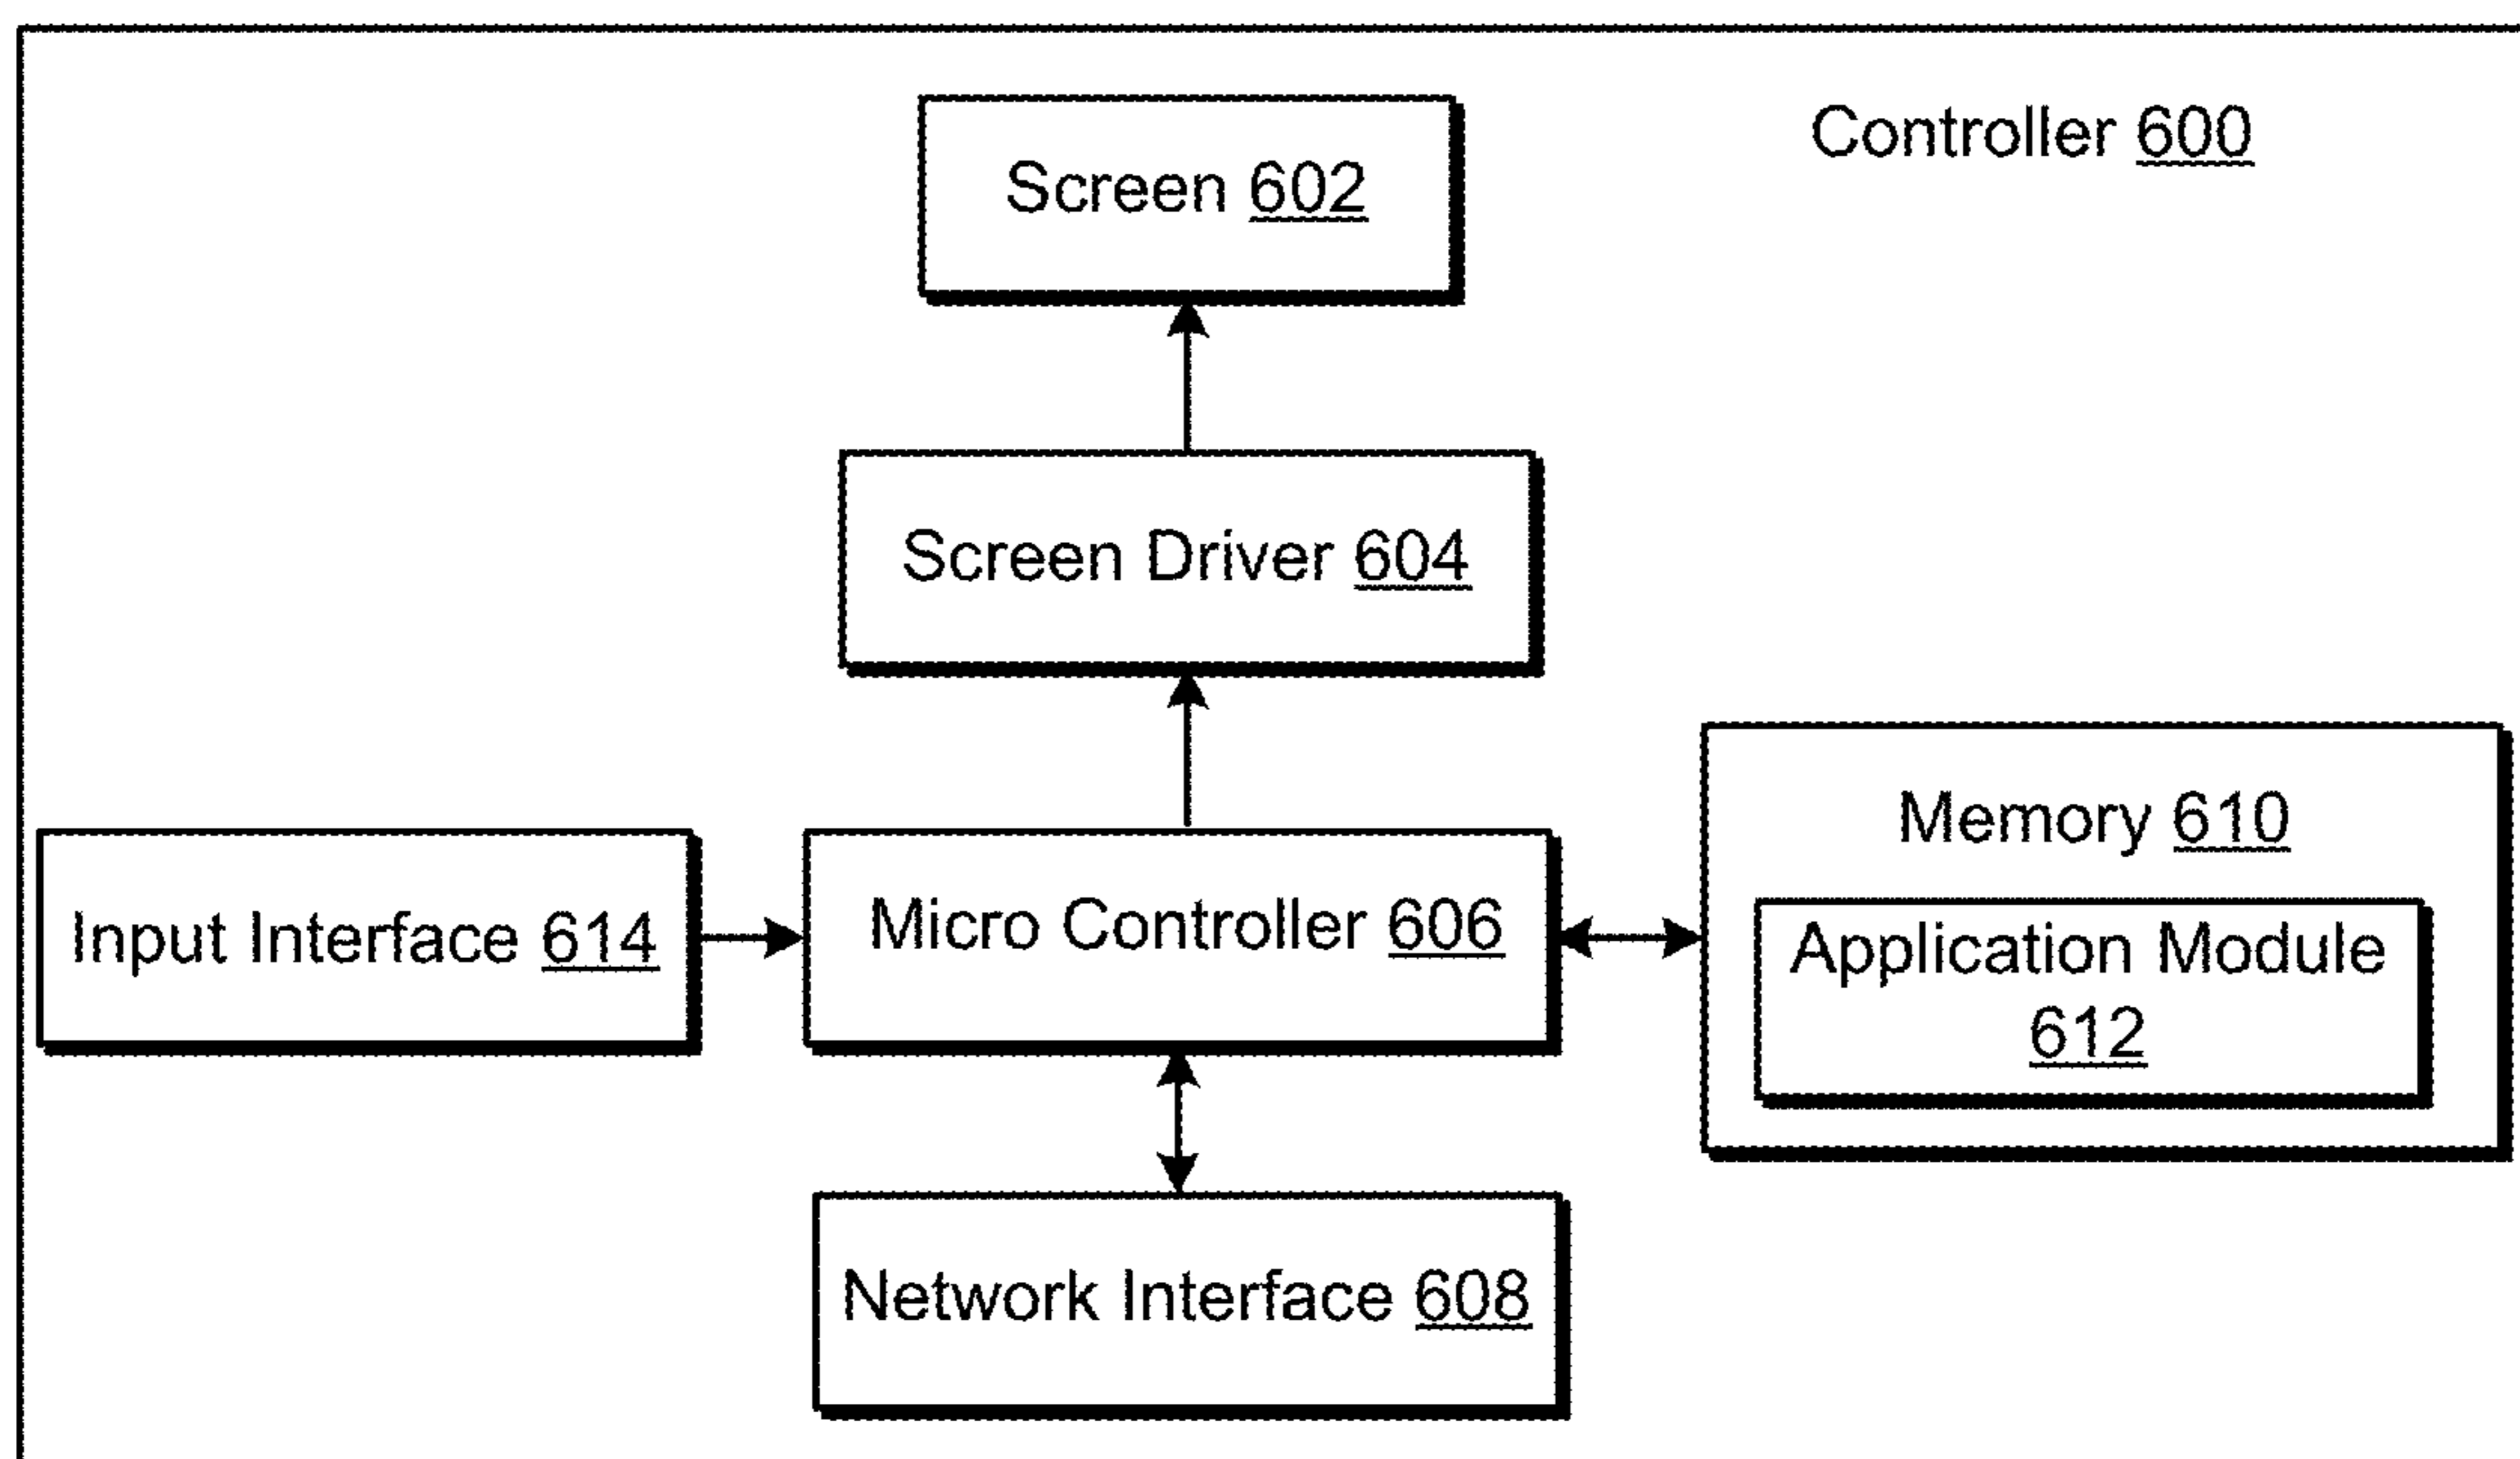 Controller 600
Screen 602
Screen Driver 604
Memory 610
Input Interface 614
Micro Controller 606
Application Module
612
Network Interface 608